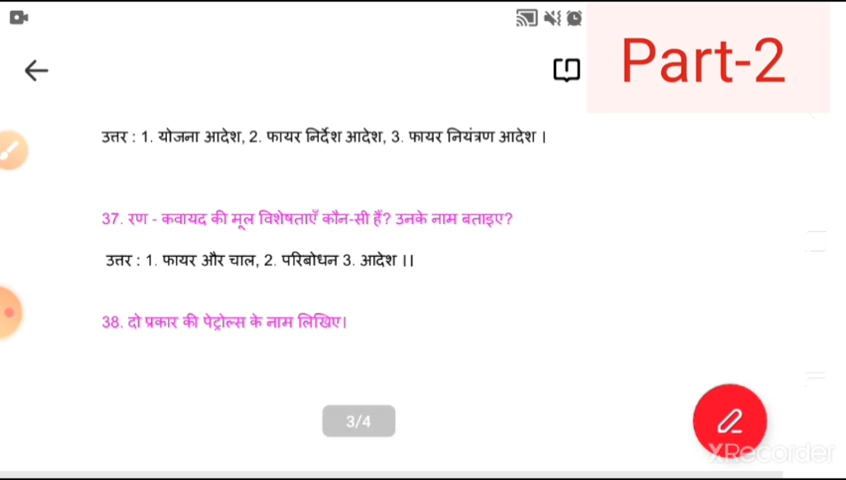 Part-2
उत्तर : 1. योजना आदेश, 2. फायर निर्देश आदेश, 3. फायर नियंत्रण आदेश ।
37. रण - कवायद की मूल विशेषताएँ कौन-सी हैं? उनके नाम बताइए?
उत्तर : 1. फायर और चाल, 2. परिबोधन 3. आदेश ।।
38. दो प्रकार की पेट्रोल्स के नाम लिखिए।
3/4
XRecorder